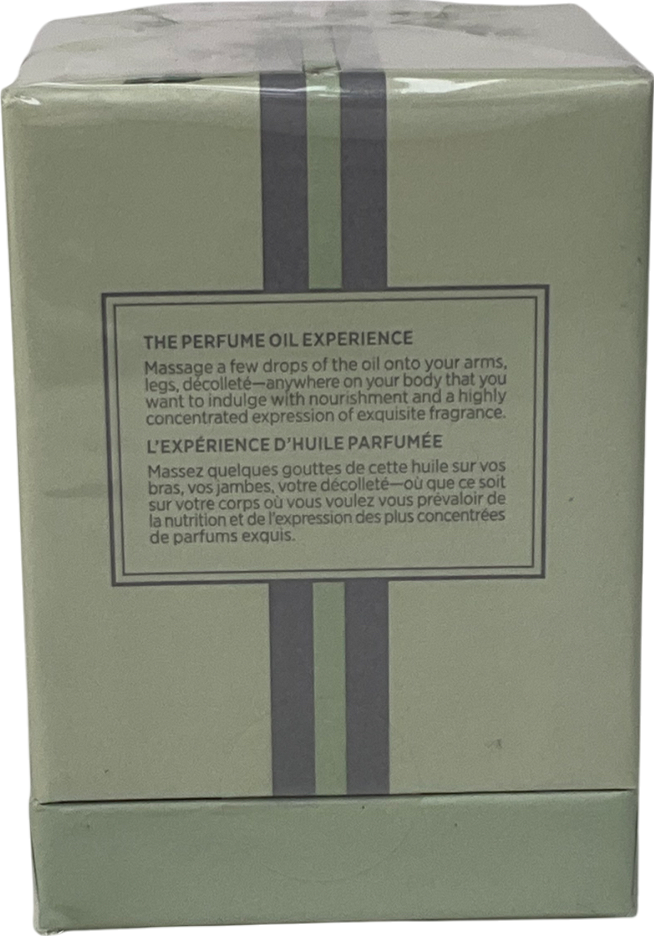 THE PERFUME OIL EXPERIENCE
Massage a few drops of the oil onto your arms,
legs, décolleté—anywhere on your body that you
want to indulge with nourishment and a highly
concentrated expression of exquisite fragrance.
L'EXPÉRIENCE D'HUILE PARFUMÉE
Massez quelques gouttes de cette huile sur vos
bras, vos jambes, votre décolleté—où que ce soit
sur votre corps où vous voulez vous prévaloir de
la nutrition et de l'expression des plus concentrées
de parfums exquis.